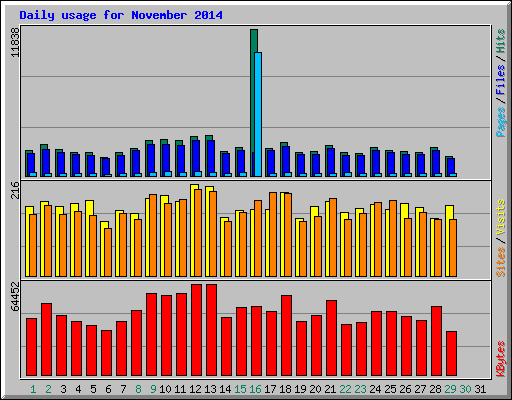 Daily usage for November 2014
11838
Pages / Files / Hits
216
Sites / Visits
64452
KBytes
1 2 3 4 5 6 7 8 9 10 11 12 13 14 15 16 17 18 19 20 21 22 23 24 25 26 27 28 29 30 31